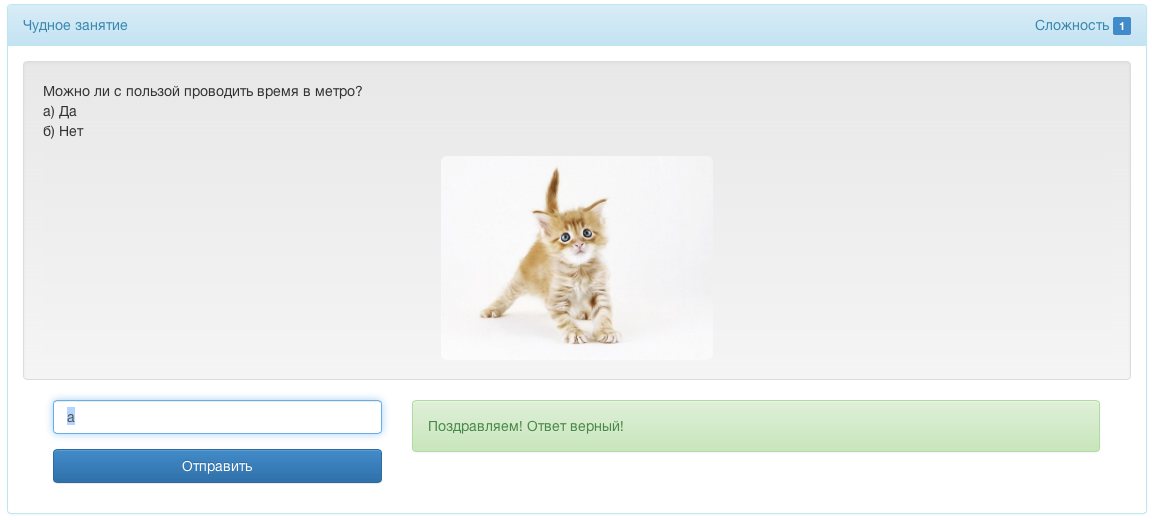 Чудное занятие
Сложность 1
Можно ли с пользой проводить время в метро?
а) Да
б) Нет
а
Поздравляем! Ответ верный!
Отправить